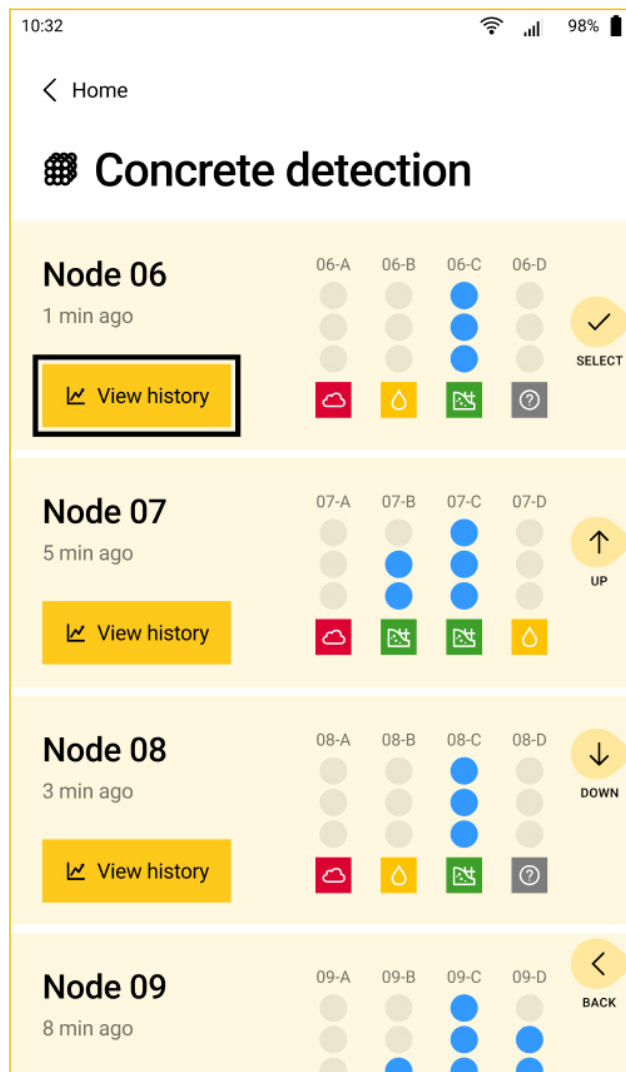 10:32
98%
Home
Concrete detection
Node 06
1 min ago
View history
06-A 06-B 06-C 06-D
SELECT
Node 07
5 min ago
View history
07-A 07-B 07-C 07-D
UP
Node 08
3 min ago
View history
08-A 08-B 08-C 08-D
DOWN
Node 09
8 min ago
09-A 09-B 09-C 09-D
BACK